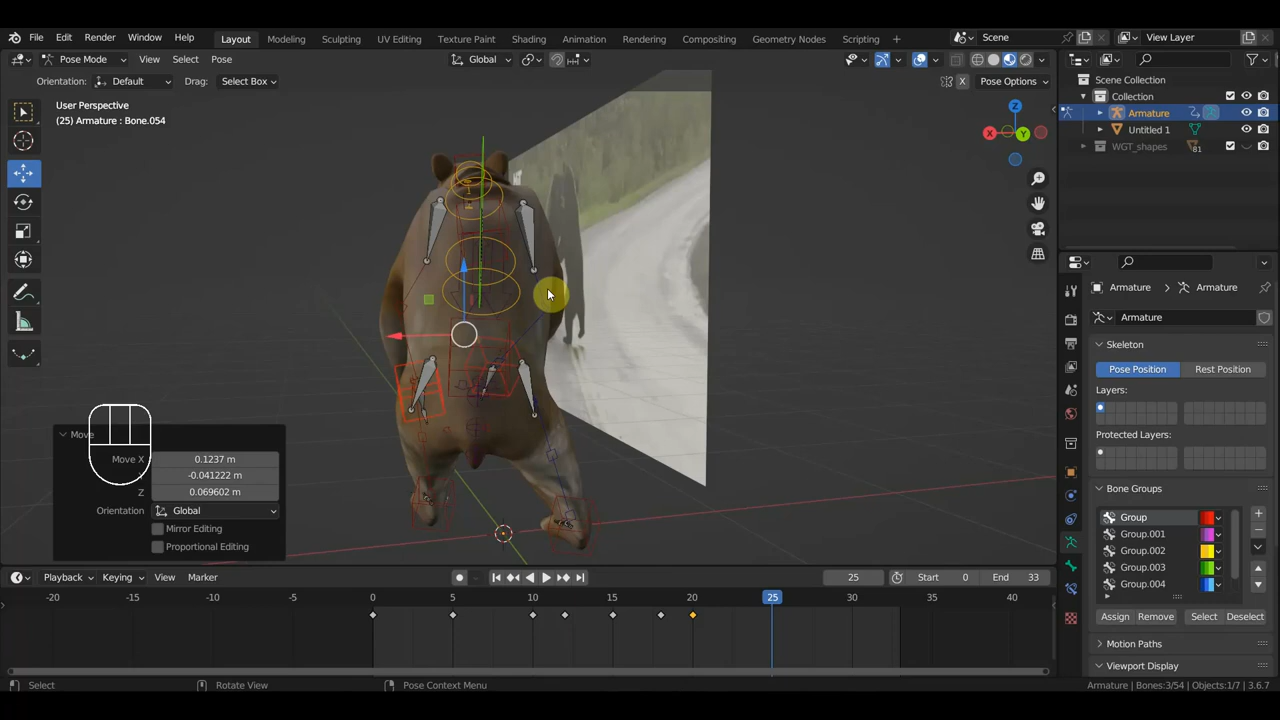 File Edit Render Window Help Layout Modeling Sculpting UV Editing Texture Paint Shading Animation Rendering Compositing Geometry Nodes Scripting + Scene View Layer
Pose Mode View Select Pose Global
Orientation: Default Drag: Select Box X Pose Options
User Perspective
(25) Armature : Bone.054
Scene Collection
Collection
Armature
Untitled 1
WGT_shapes 81
Z
X
Y
Armature Armature
Armature
Skeleton
Pose Position Rest Position
Layers:
Protected Layers:
Bone Groups
Group
Group.001
Group.002
Group.003
Group.004
Assign Remove Select Deselect
Motion Paths
Viewport Display
Move
Move X 0.1237 m
-0.041222 m
Z 0.069602 m
Orientation Global
Mirror Editing
Proportional Editing
Playback Keying View Marker 25 Start 0 End 33
-20 -15 -10 -5 0 5 10 15 20 25 30 35 40
Select Rotate View Pose Context Menu Armature | Bones:3/54 | Objects:1/7 | 3.6.7